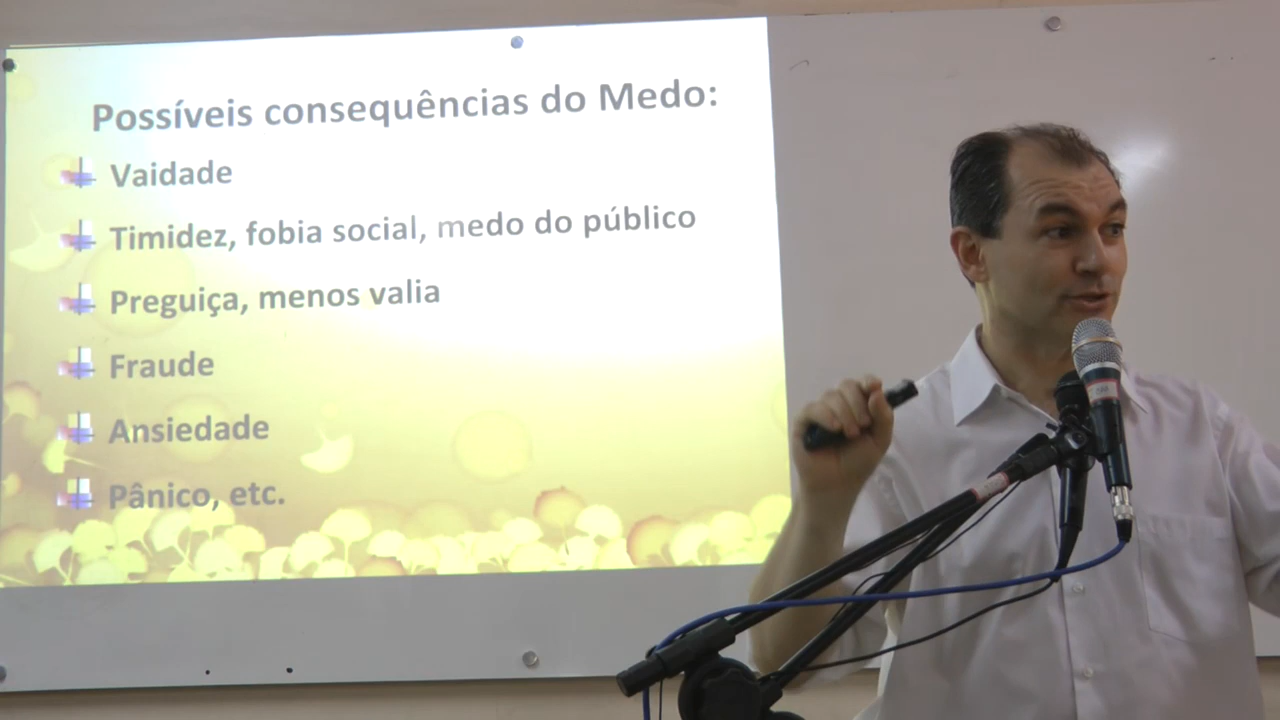 Possíveis consequências do Medo:
Vaidade
Timidez, fobia social, medo do público
Preguiça, menos valia
Fraude
Ansiedade
Pânico, etc.